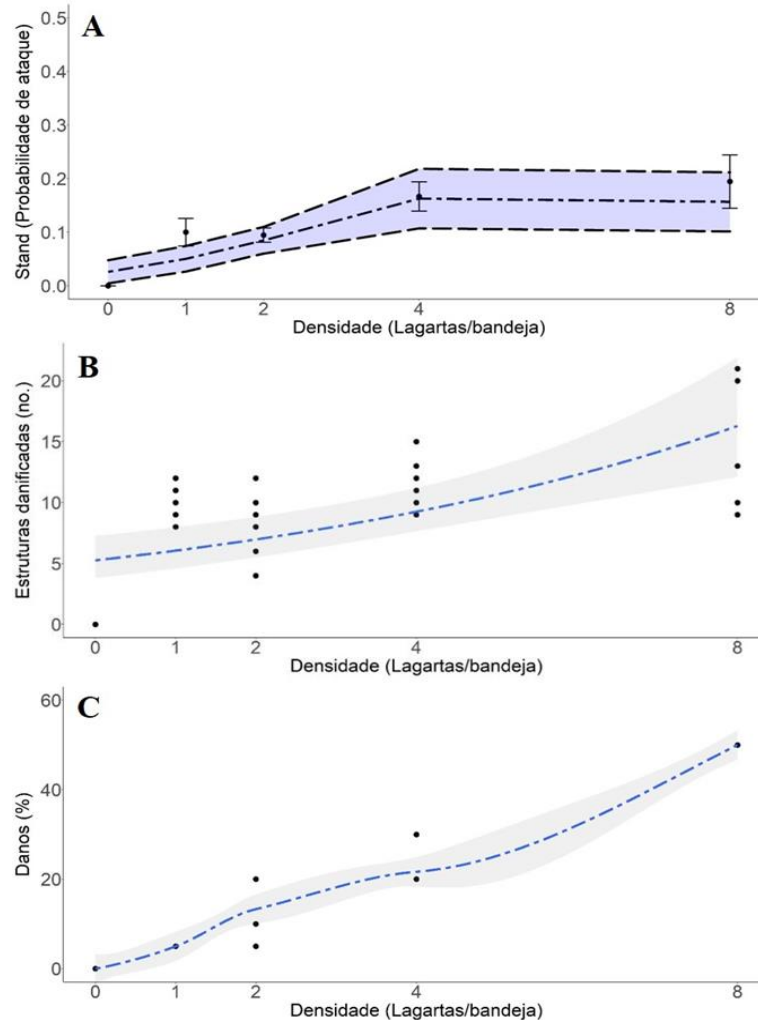 A
Stand (Probabilidade de ataque)
0.5
0.4
0.3
0.2
0.1
0.0
0 1 2 4 8
Densidade (Lagartas/bandeja)
B
Estruturas danificadas (no.)
20
15
10
5
0
0 1 2 4 8
Densidade (Lagartas/bandeja)
C
Danos (%)
60
40
20
0
0 1 2 4 8
Densidade (Lagartas/bandeja)